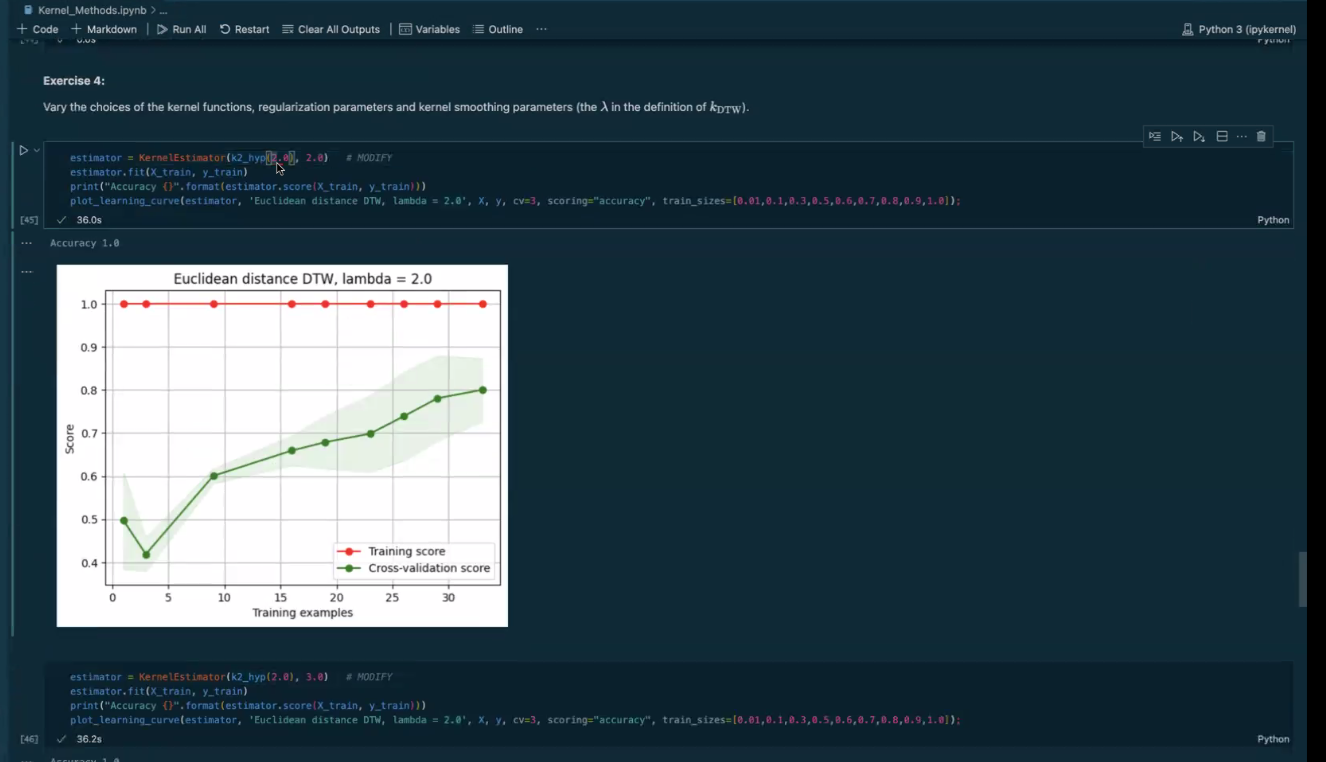 Kernel_Methods.ipynb > ...
+ Code + Markdown | Run All Restart Clear All Outputs | Variables Outline ... Python 3 (ipykernel)
[44] 0.0s Python
Exercise 4:
Vary the choices of the kernel functions, regularization parameters and kernel smoothing parameters (the λ in the definition of k_DTW).
estimator = KernelEstimator(k2_hyp(2.0), 2.0) # MODIFY
estimator.fit(X_train, y_train)
print("Accuracy {}".format(estimator.score(X_train, y_train)))
plot_learning_curve(estimator, 'Euclidean distance DTW, lambda = 2.0', X, y, cv=3, scoring="accuracy", train_sizes=[0.01,0.1,0.3,0.5,0.6,0.7,0.8,0.9,1.0]);
[45] ✓ 36.0s Python
... Accuracy 1.0
...
Euclidean distance DTW, lambda = 2.0
1.0
0.9
0.8
0.7
0.6
0.5
0.4
Score
Training score
Cross-validation score
0 5 10 15 20 25 30
Training examples
estimator = KernelEstimator(k2_hyp(2.0), 3.0) # MODIFY
estimator.fit(X_train, y_train)
print("Accuracy {}".format(estimator.score(X_train, y_train)))
plot_learning_curve(estimator, 'Euclidean distance DTW, lambda = 2.0', X, y, cv=3, scoring="accuracy", train_sizes=[0.01,0.1,0.3,0.5,0.6,0.7,0.8,0.9,1.0]);
[46] ✓ 36.2s Python
Accuracy 1.0